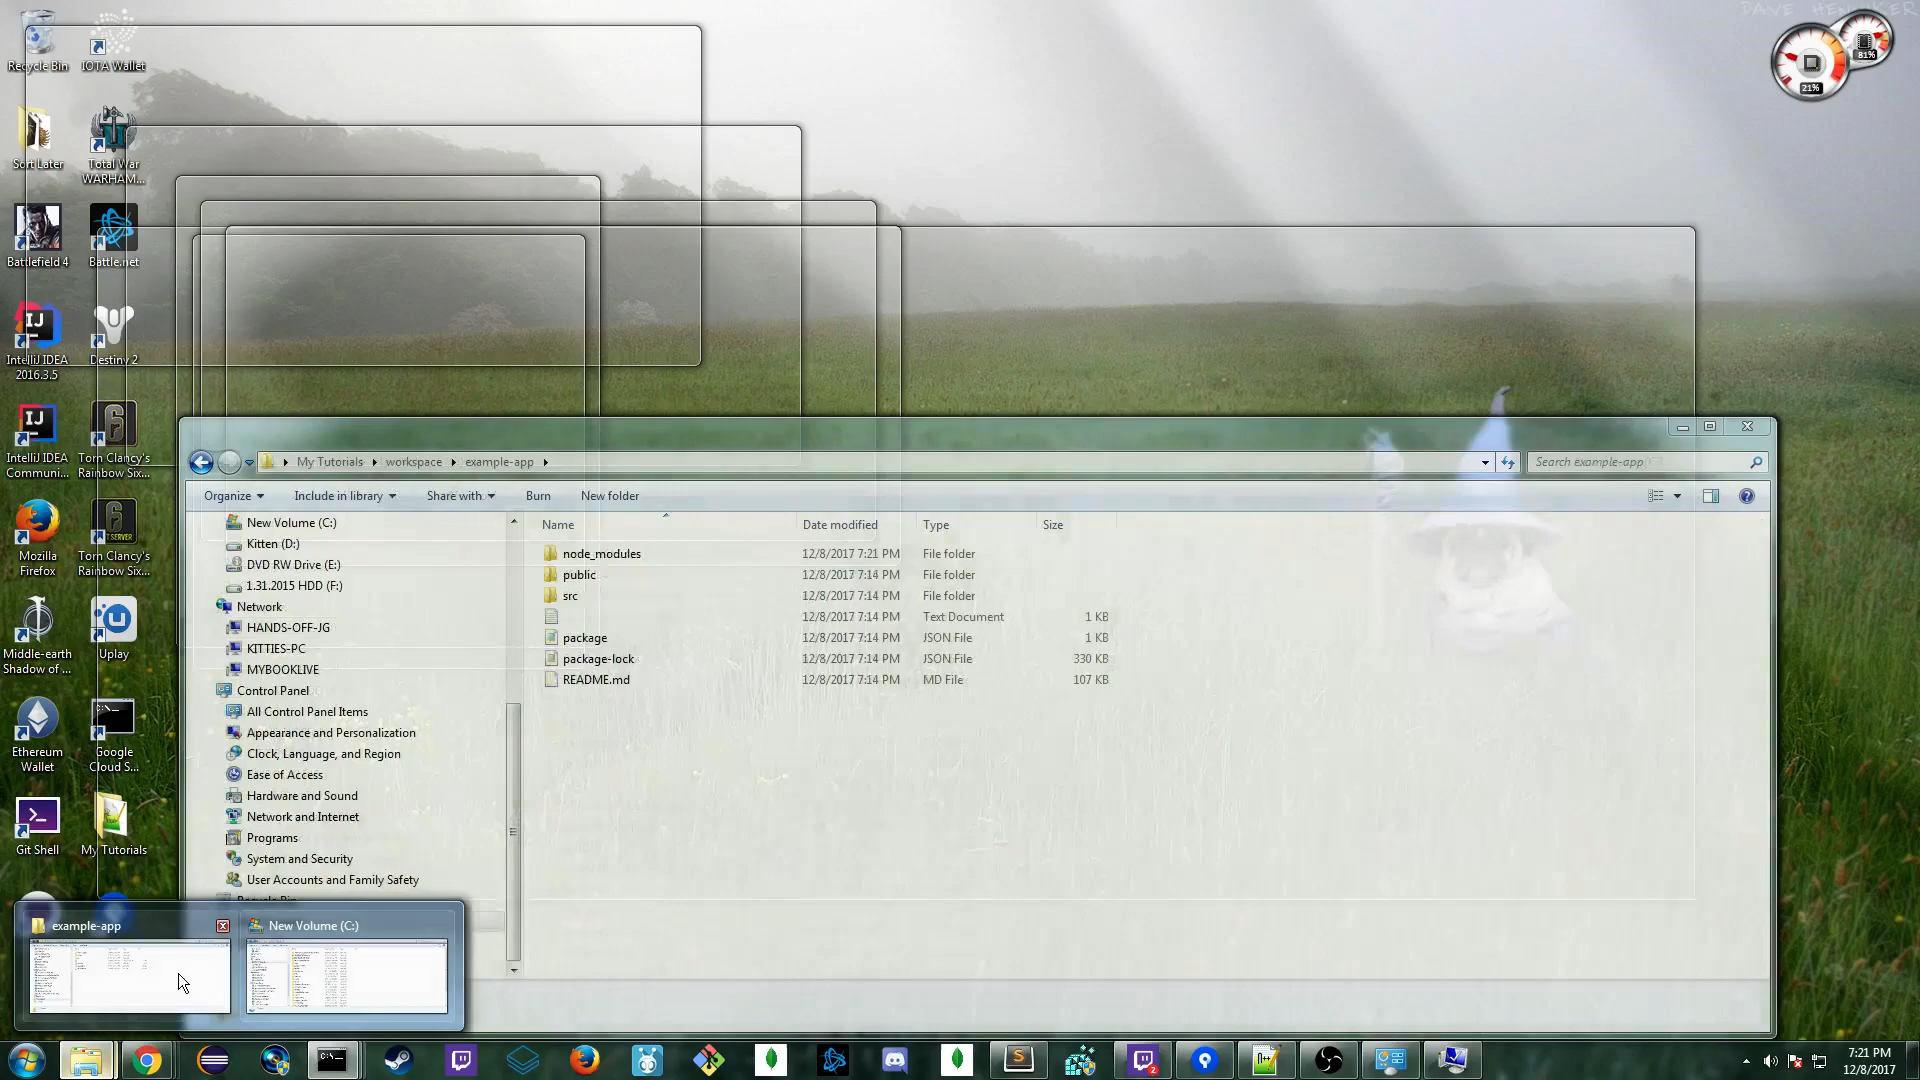 DAVE HENNIKER
Recycle Bin
IOTA Wallet
81%
21%
Sort Later
Total War
WARHAM...
Battlefield 4
Battle.net
IntelliJ IDEA
2016.3.5
Destiny 2
IntelliJ IDEA
Communi...
Torn Clancy's
Rainbow Six...
Mozilla
Firefox
Torn Clancy's
Rainbow Six...
Middle-earth
Shadow of ...
Uplay
Ethereum
Wallet
Google
Cloud S...
Git Shell
My Tutorials
My Tutorials workspace example-app
Search example-app
Organize Include in library Share with Burn New folder
New Volume (C:)
Kitten (D:)
DVD RW Drive (E:)
1.31.2015 HDD (F:)
Network
HANDS-OFF-JG
KITTIES-PC
MYBOOKLIVE
Control Panel
All Control Panel Items
Appearance and Personalization
Clock, Language, and Region
Ease of Access
Hardware and Sound
Network and Internet
Programs
System and Security
User Accounts and Family Safety
Recycle Bin
Name Date modified Type Size
node_modules 12/8/2017 7:21 PM File folder
public 12/8/2017 7:14 PM File folder
src 12/8/2017 7:14 PM File folder
12/8/2017 7:14 PM Text Document 1 KB
package 12/8/2017 7:14 PM JSON File 1 KB
package-lock 12/8/2017 7:14 PM JSON File 330 KB
README.md 12/8/2017 7:14 PM MD File 107 KB
example-app
New Volume (C:)
7:21 PM
12/8/2017